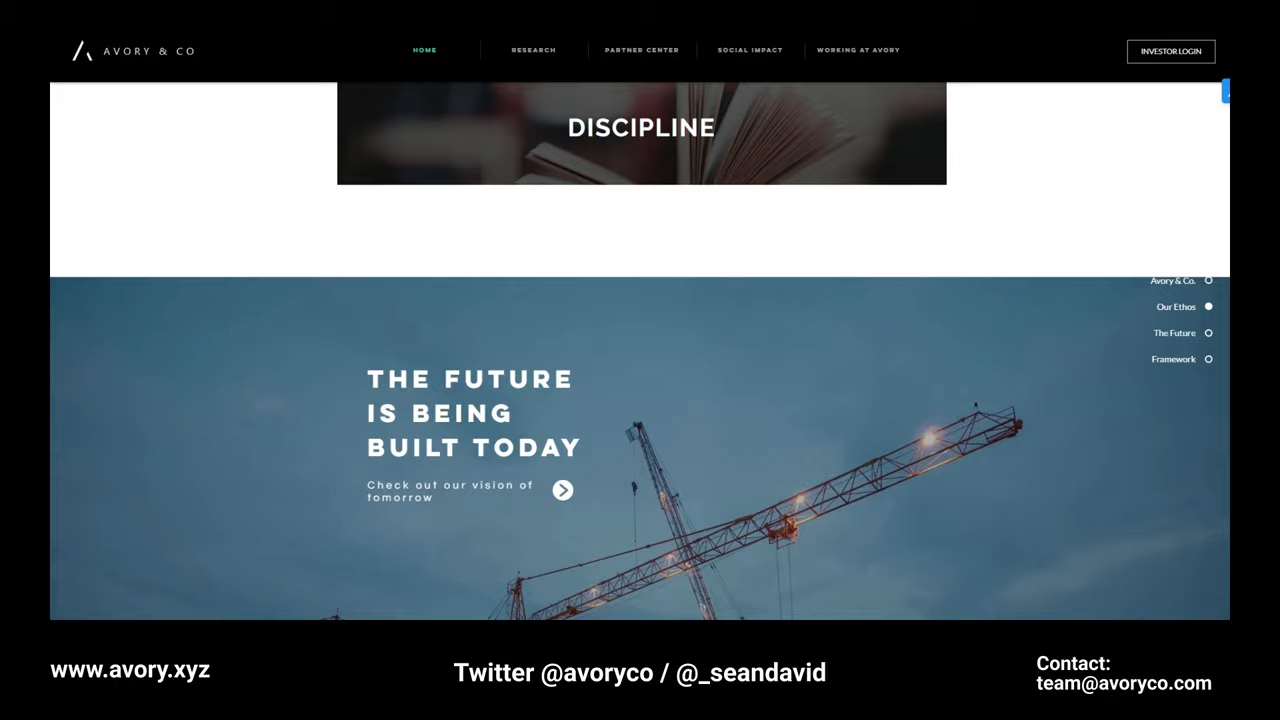 AVORY & CO
HOME
RESEARCH
PARTNER CENTER
SOCIAL IMPACT
WORKING AT AVORY
INVESTOR LOGIN
DISCIPLINE
Avory & Co.
Our Ethos
The Future
Framework
THE FUTURE
IS BEING
BUILT TODAY
Check out our vision of
tomorrow
www.avory.xyz
Twitter @avoryco / @_seandavid
Contact:
team@avoryco.com